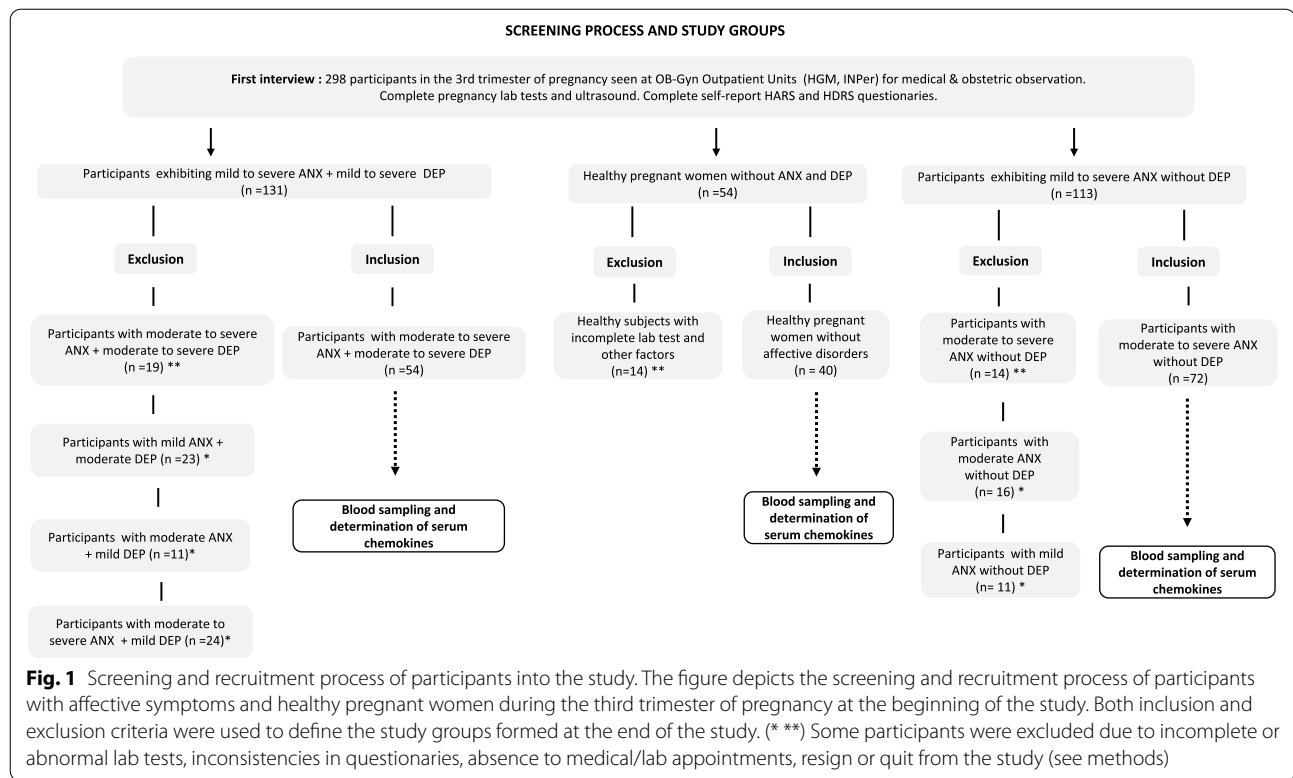 SCREENING PROCESS AND STUDY GROUPS
First interview : 298 participants in the 3rd trimester of pregnancy seen at OB-Gyn Outpatient Units (HGM, INPer) for medical & obstetric observation.
Complete pregnancy lab tests and ultrasound. Complete self-report HARS and HDRS questionaries.
Participants exhibiting mild to severe ANX + mild to severe DEP
(n =131)
Exclusion
Participants with moderate to severe
ANX + moderate to severe DEP
(n =19) **
Participants with mild ANX +
moderate DEP (n =23) *
Participants with moderate ANX
+ mild DEP (n =11)*
Participants with moderate to
severe ANX + mild DEP (n =24)*
Inclusion
Participants with moderate to severe
ANX + moderate to severe DEP
(n =54)
Blood sampling and
determination of serum
chemokines
Healthy pregnant women without ANX and DEP
(n =54)
Exclusion
Healthy subjects with
incomplete lab test and
other factors
(n=14) **
Inclusion
Healthy pregnant
women without
affective disorders
(n = 40)
Blood sampling and
determination of
serum chemokines
Participants exhibiting mild to severe ANX without DEP
(n =113)
Exclusion
Participants with
moderate to severe
ANX without DEP
(n =14) **
Participants with
moderate ANX
without DEP
(n= 16) *
Participants with mild
ANX without DEP
(n= 11) *
Inclusion
Participants with
moderate to severe ANX
without DEP
(n =72)
Blood sampling and
determination of serum
chemokines
Fig. 1 Screening and recruitment process of participants into the study. The figure depicts the screening and recruitment process of participants
with affective symptoms and healthy pregnant women during the third trimester of pregnancy at the beginning of the study. Both inclusion and
exclusion criteria were used to define the study groups formed at the end of the study. (* **) Some participants were excluded due to incomplete or
abnormal lab tests, inconsistencies in questionaries, absence to medical/lab appointments, resign or quit from the study (see methods)